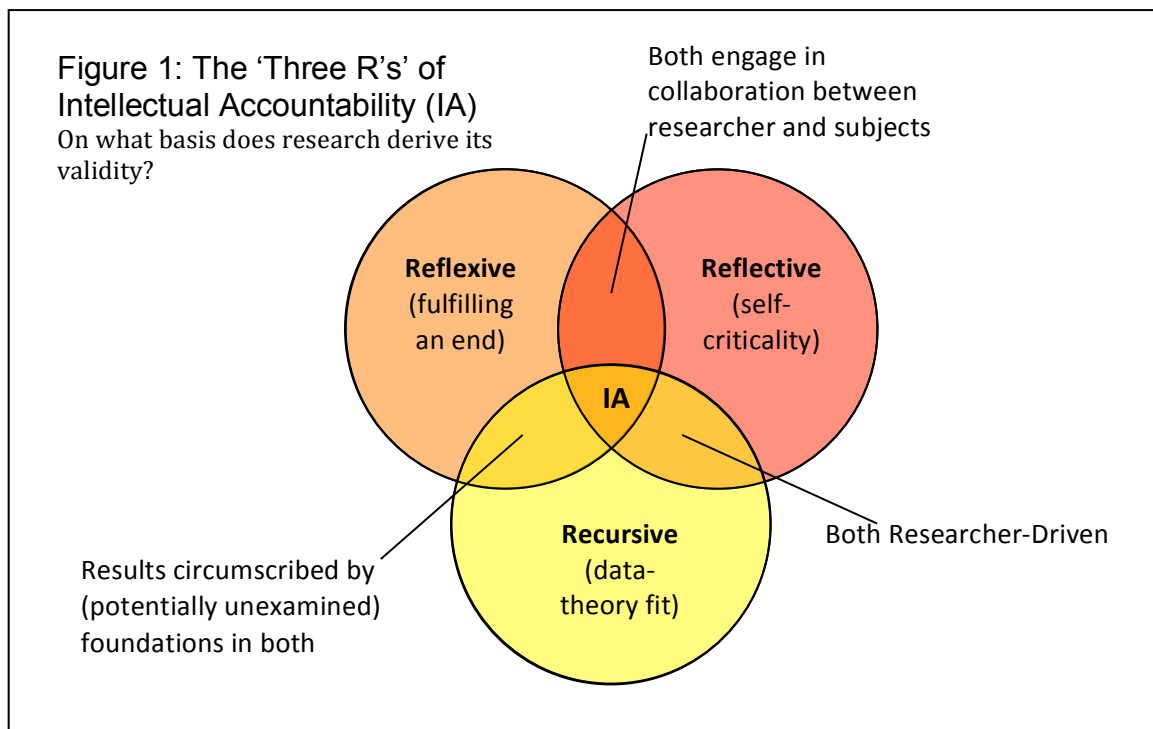 Figure 1: The ‘Three R’s’ of
Intellectual Accountability (IA)
On what basis does research derive its
validity?
Both engage in
collaboration between
researcher and subjects
Reflexive
(fulfilling
an end)
Reflective
(self-
criticality)
IA
Recursive
(data-
theory fit)
Both Researcher-Driven
Results circumscribed by
(potentially unexamined)
foundations in both